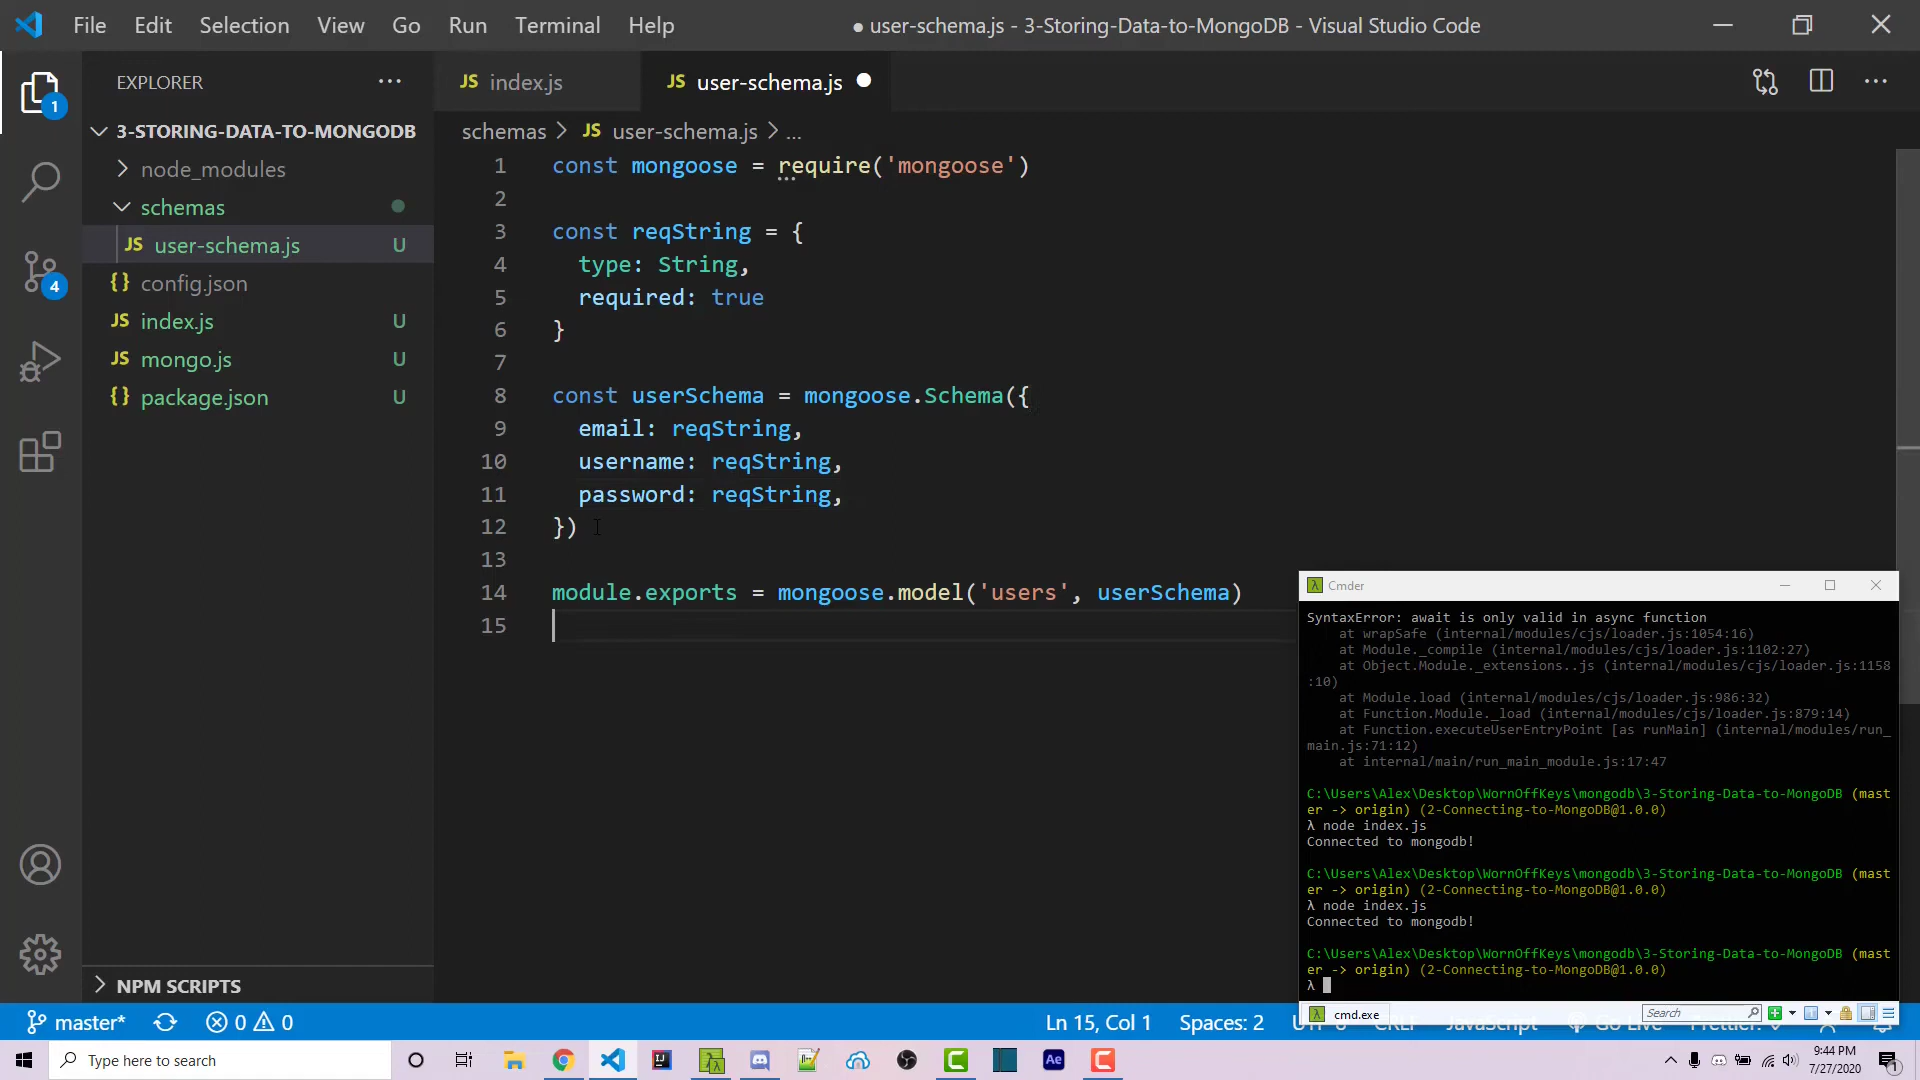 File Edit Selection View Go Run Terminal Help
● user-schema.js - 3-Storing-Data-to-MongoDB - Visual Studio Code
EXPLORER
1
3-STORING-DATA-TO-MONGODB
node_modules
schemas
JS user-schema.js U
{} config.json
JS index.js U
JS mongo.js U
{} package.json U
4
NPM SCRIPTS
JS index.js
JS user-schema.js
schemas > JS user-schema.js > ...
1 const mongoose = require('mongoose')
2
3 const reqString = {
4 type: String,
5 required: true
6 }
7
8 const userSchema = mongoose.Schema({
9 email: reqString,
10 username: reqString,
11 password: reqString,
12 })
13
14 module.exports = mongoose.model('users', userSchema)
15
Cmder
SyntaxError: await is only valid in async function
at wrapSafe (internal/modules/cjs/loader.js:1054:16)
at Module._compile (internal/modules/cjs/loader.js:1102:27)
at Object.Module._extensions..js (internal/modules/cjs/loader.js:1158
:10)
at Module.load (internal/modules/cjs/loader.js:986:32)
at Function.Module._load (internal/modules/cjs/loader.js:879:14)
at Function.executeUserEntryPoint [as runMain] (internal/modules/run_
main.js:71:12)
at internal/main/run_main_module.js:17:47
C:\Users\Alex\Desktop\WornOffKeys\mongodb\3-Storing-Data-to-MongoDB (mast
er -> origin) (2-Connecting-to-MongoDB@1.0.0)
λ node index.js
Connected to mongodb!
C:\Users\Alex\Desktop\WornOffKeys\mongodb\3-Storing-Data-to-MongoDB (mast
er -> origin) (2-Connecting-to-MongoDB@1.0.0)
λ node index.js
Connected to mongodb!
C:\Users\Alex\Desktop\WornOffKeys\mongodb\3-Storing-Data-to-MongoDB (mast
er -> origin) (2-Connecting-to-MongoDB@1.0.0)
λ
cmd.exe
Search
master* 0 0 Ln 15, Col 1 Spaces: 2
Type here to search
Ae
9:44 PM
7/27/2020
1